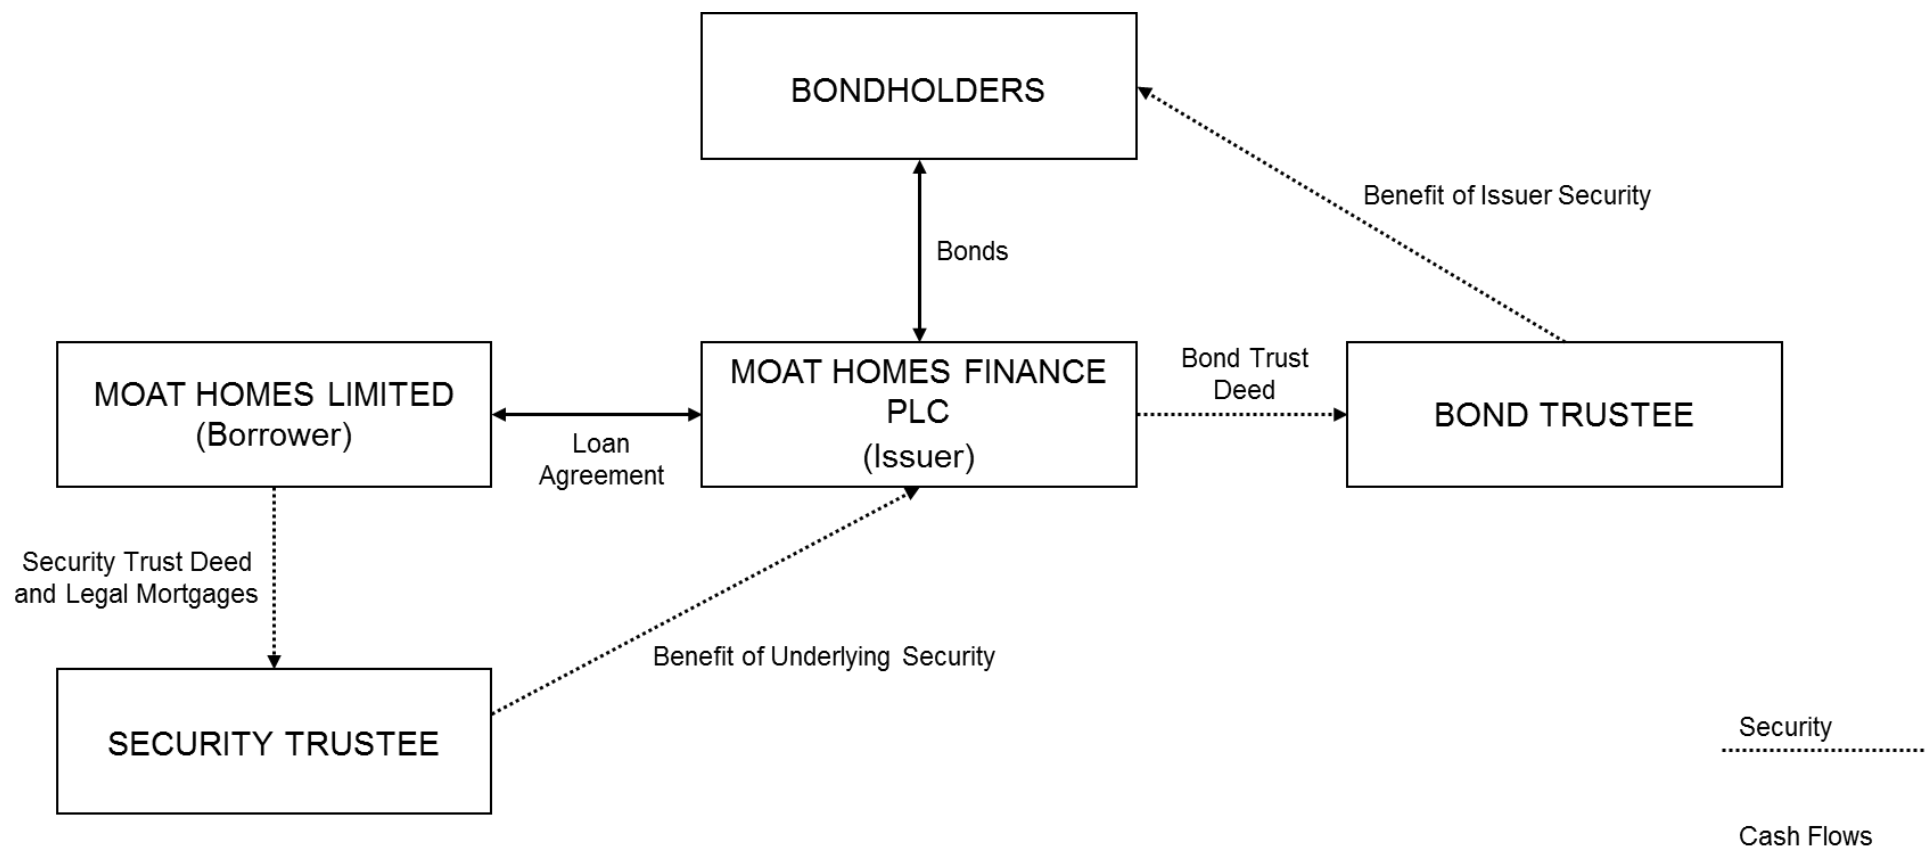 BONDHOLDERS
Benefit of Issuer Security
Bonds
MOAT HOMES LIMITED
(Borrower)
Loan
Agreement
MOAT HOMES FINANCE
PLC
(Issuer)
Bond Trust
Deed
BOND TRUSTEE
Security Trust Deed
and Legal Mortgages
Benefit of Underlying Security
SECURITY TRUSTEE
Security
Cash Flows